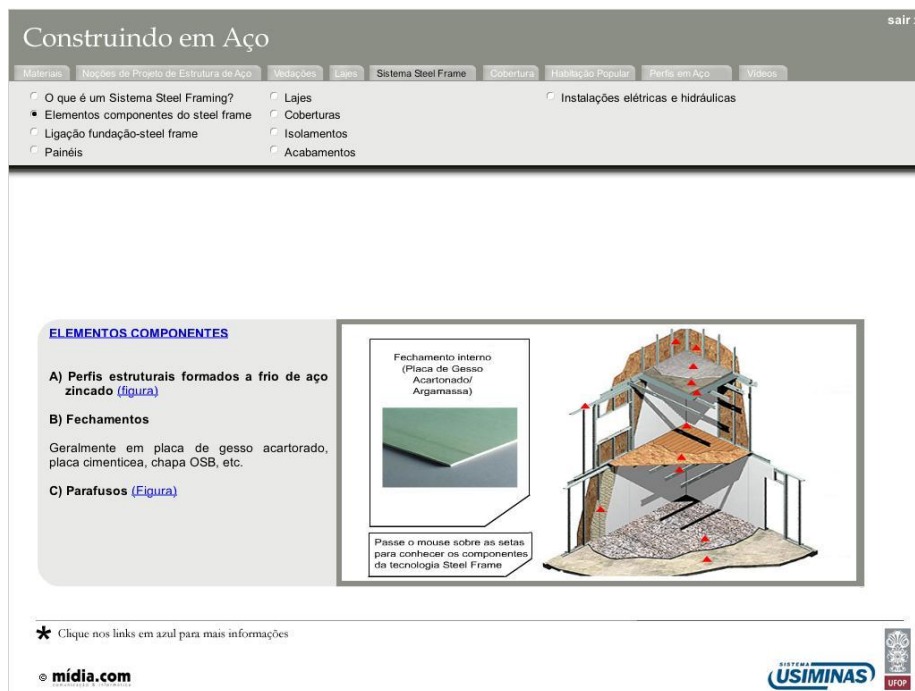 sair
Construindo em Aço
Materiais
Noções de Projeto de Estrutura de Aço
Vedações
Lajes
Sistema Steel Frame
Cobertura
Habitação Popular
Perfis em Aço
Vídeos
O que é um Sistema Steel Framing?
Elementos componentes do steel frame
Ligação fundação-steel frame
Painéis
Lajes
Coberturas
Isolamentos
Acabamentos
Instalações elétricas e hidráulicas
ELEMENTOS COMPONENTES
A) Perfis estruturais formados a frio de aço
zincado (figura)
B) Fechamentos
Geralmente em placa de gesso acartorado,
placa cimenticea, chapa OSB, etc.
C) Parafusos (Figura)
Fechamento interno
(Placa de Gesso
Acartonado/
Argamassa)
Passe o mouse sobre as setas
para conhecer os componentes
da tecnologia Steel Frame
* Clique nos links em azul para mais informações
© mídia.com
comunicação & informática
SISTEMA
USIMINAS
UFOP